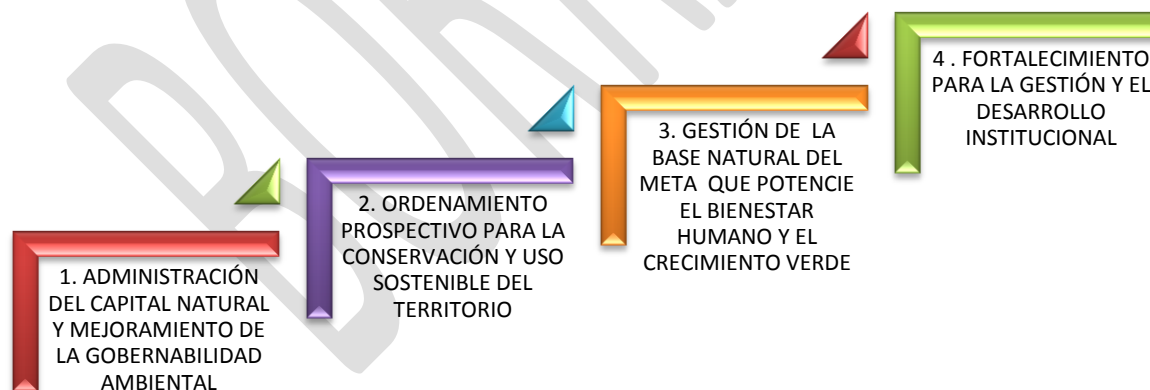 1. ADMINISTRACIÓN
DEL CAPITAL NATURAL
Y MEJORAMIENTO DE
LA GOBERNABILIDAD
AMBIENTAL
2. ORDENAMIENTO
PROSPECTIVO PARA LA
CONSERVACIÓN Y USO
SOSTENIBLE DEL
TERRITORIO
3. GESTIÓN DE LA
BASE NATURAL DEL
META QUE POTENCIE
EL BIENESTAR
HUMANO Y EL
CRECIMIENTO VERDE
4 . FORTALECIMIENTO
PARA LA GESTIÓN Y EL
DESARROLLO
INSTITUCIONAL